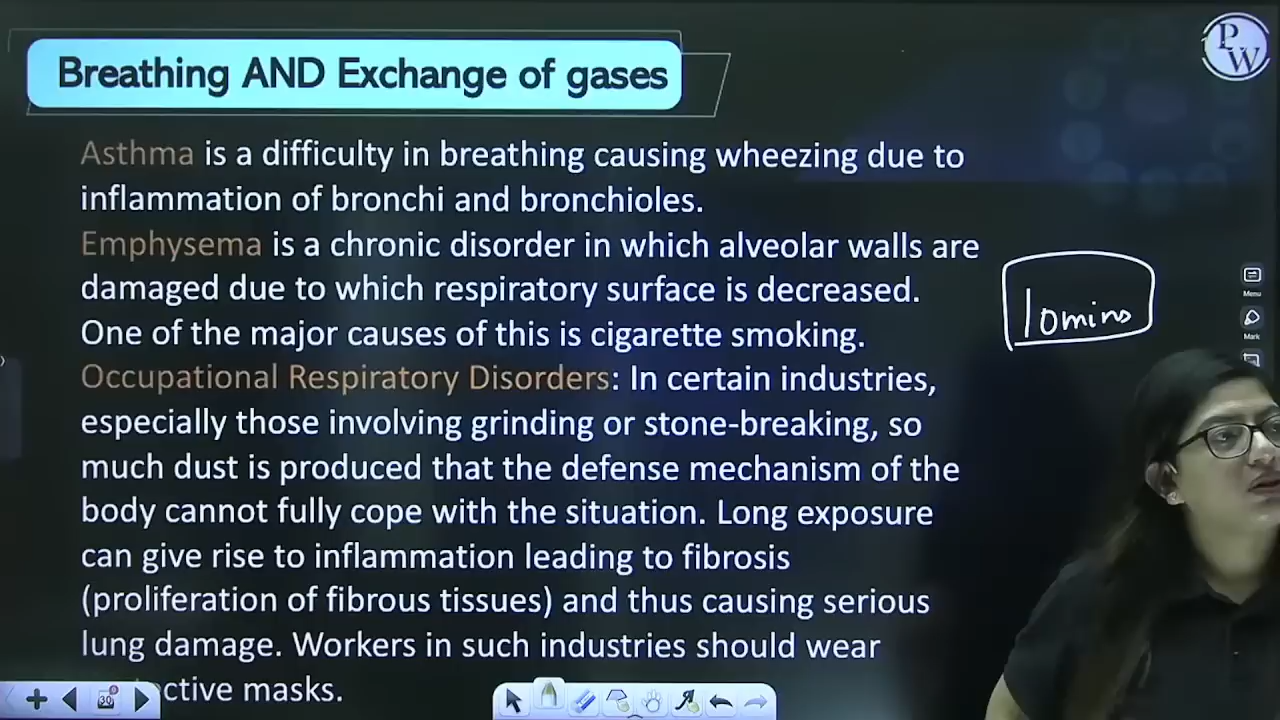 Breathing AND Exchange of gases
PW
Asthma is a difficulty in breathing causing wheezing due to
inflammation of bronchi and bronchioles.
Emphysema is a chronic disorder in which alveolar walls are
damaged due to which respiratory surface is decreased.
One of the major causes of this is cigarette smoking.
Occupational Respiratory Disorders: In certain industries,
especially those involving grinding or stone-breaking, so
much dust is produced that the defense mechanism of the
body cannot fully cope with the situation. Long exposure
can give rise to inflammation leading to fibrosis
(proliferation of fibrous tissues) and thus causing serious
lung damage. Workers in such industries should wear
ctive masks.
10mins
Menu
Mark
30